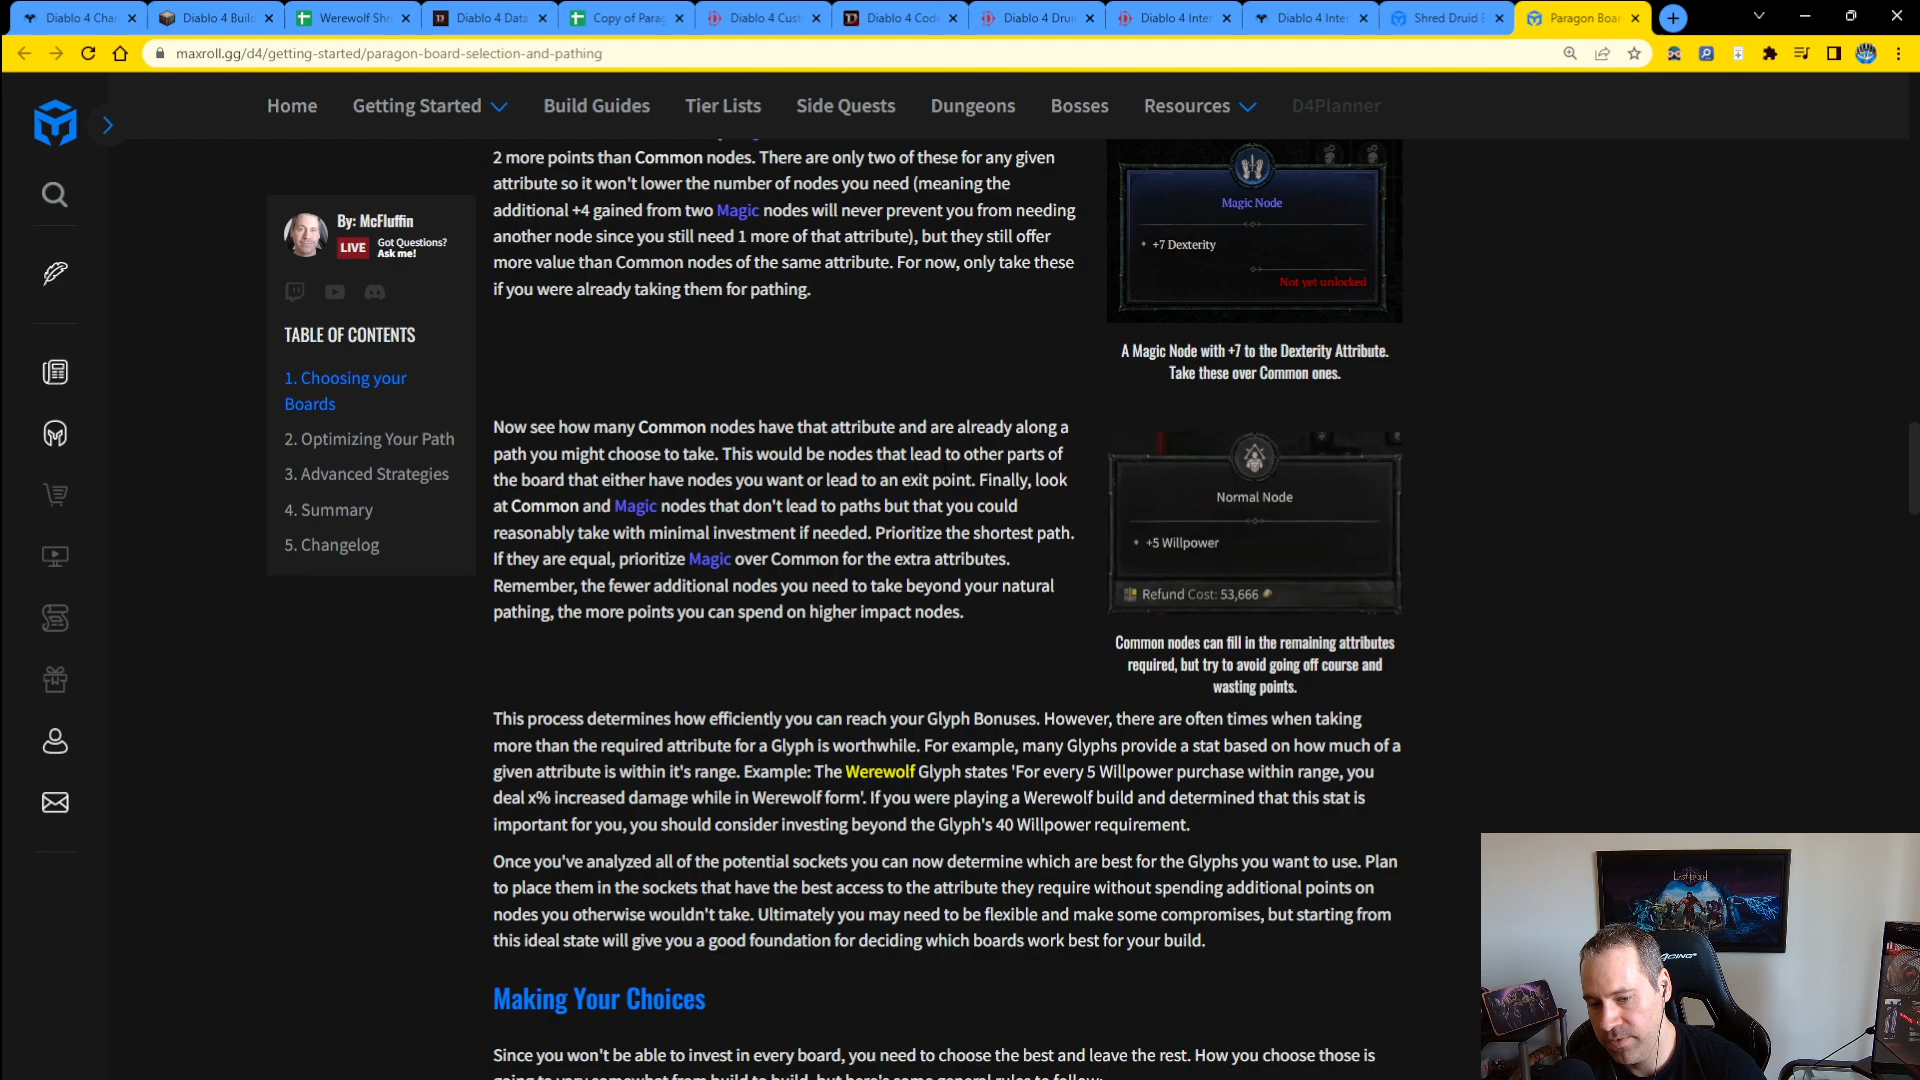 Diablo 4 Char
Diablo 4 Build
Werewolf Shr
Diablo 4 Data
Copy of Parag
Diablo 4 Cust
Diablo 4 Code
Diablo 4 Drui
Diablo 4 Inter
Diablo 4 Inter
Shred Druid E
Paragon Boar
maxroll.gg/d4/getting-started/paragon-board-selection-and-pathing
Home
Getting Started
Build Guides
Tier Lists
Side Quests
Dungeons
Bosses
Resources
D4Planner
By: McFluffin
LIVE
Got Questions?
Ask me!
TABLE OF CONTENTS
1. Choosing your
Boards
2. Optimizing Your Path
3. Advanced Strategies
4. Summary
5. Changelog
2 more points than Common nodes. There are only two of these for any given
attribute so it won't lower the number of nodes you need (meaning the
additional +4 gained from two Magic nodes will never prevent you from needing
another node since you still need 1 more of that attribute), but they still offer
more value than Common nodes of the same attribute. For now, only take these
if you were already taking them for pathing.
Magic Node
+7 Dexterity
Not yet unlocked
A Magic Node with +7 to the Dexterity Attribute.
Take these over Common ones.
Now see how many Common nodes have that attribute and are already along a
path you might choose to take. This would be nodes that lead to other parts of
the board that either have nodes you want or lead to an exit point. Finally, look
at Common and Magic nodes that don't lead to paths but that you could
reasonably take with minimal investment if needed. Prioritize the shortest path.
If they are equal, prioritize Magic over Common for the extra attributes.
Remember, the fewer additional nodes you need to take beyond your natural
pathing, the more points you can spend on higher impact nodes.
Normal Node
+5 Willpower
Refund Cost: 53,666
Common nodes can fill in the remaining attributes
required, but try to avoid going off course and
wasting points.
This process determines how efficiently you can reach your Glyph Bonuses. However, there are often times when taking
more than the required attribute for a Glyph is worthwhile. For example, many Glyphs provide a stat based on how much of a
given attribute is within it's range. Example: The Werewolf Glyph states 'For every 5 Willpower purchase within range, you
deal x% increased damage while in Werewolf form'. If you were playing a Werewolf build and determined that this stat is
important for you, you should consider investing beyond the Glyph's 40 Willpower requirement.
Once you've analyzed all of the potential sockets you can now determine which are best for the Glyphs you want to use. Plan
to place them in the sockets that have the best access to the attribute they require without spending additional points on
nodes you otherwise wouldn't take. Ultimately you may need to be flexible and make some compromises, but starting from
this ideal state will give you a good foundation for deciding which boards work best for your build.
Making Your Choices
Since you won't be able to invest in every board, you need to choose the best and leave the rest. How you choose those is
going to vary somewhat from build to build, but here's some general rules to follow:
LAST EPOCH